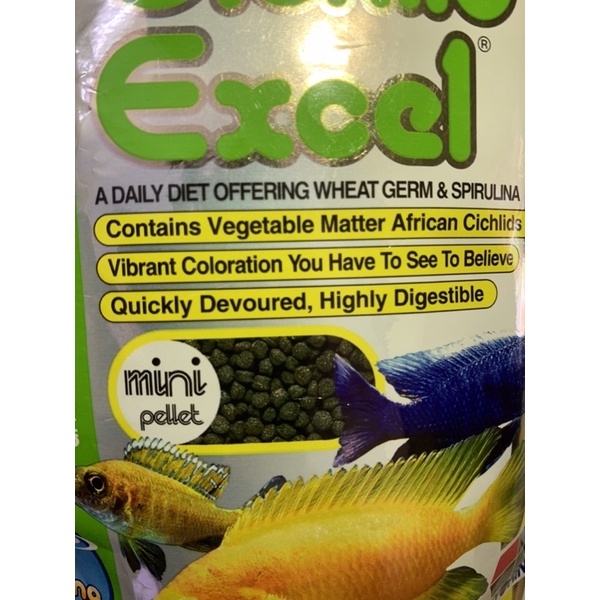 Excel®
A DAILY DIET OFFERING WHEAT GERM & SPIRULINA
Contains Vegetable Matter African Cichlids
Vibrant Coloration You Have To See To Believe
Quickly Devoured, Highly Digestible
mini
pellet